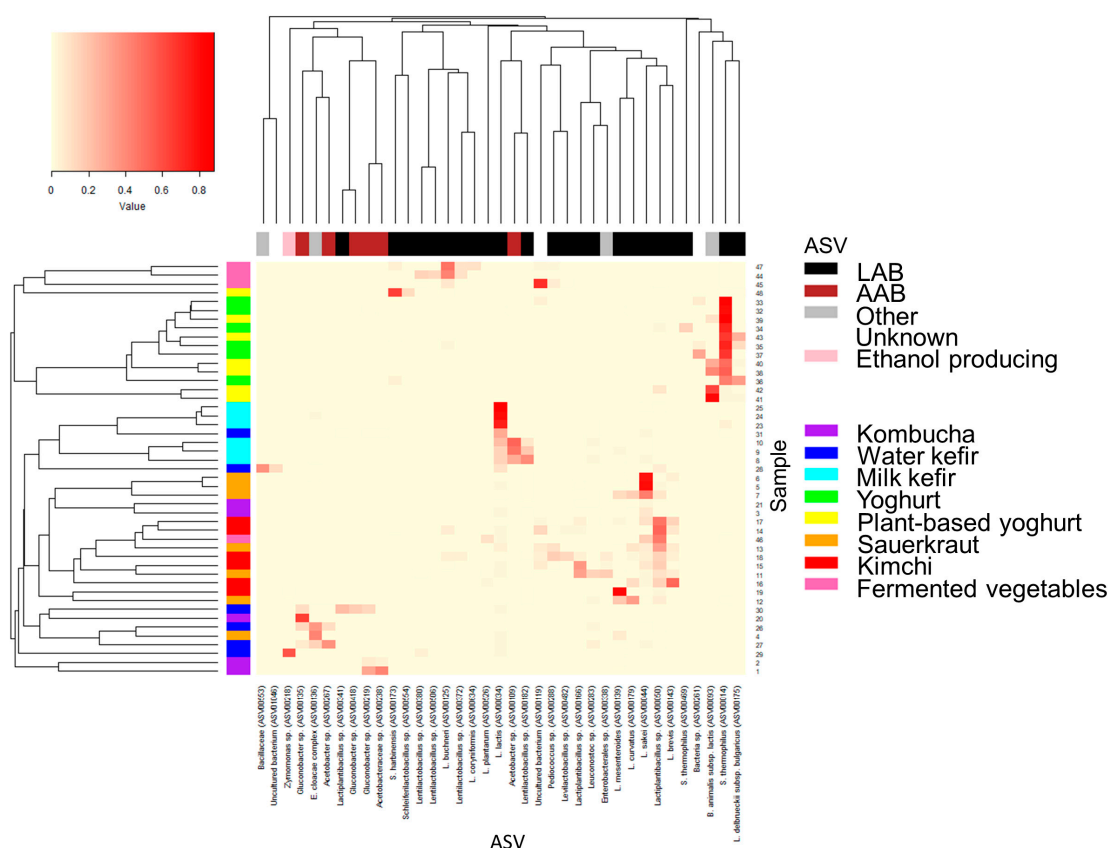 0
0.2
0.4
0.6
0.8
Value
ASV
LAB
AAB
Other
Unknown
Ethanol producing
Kombucha
Water kefir
Milk kefir
Yoghurt
Plant-based yoghurt
Sauerkraut
Kimchi
Fermented vegetables
Sample
47
44
45
48
33
32
39
34
43
35
37
40
38
36
42
41
25
24
23
31
10
9
8
28
6
5
7
21
3
17
14
46
13
18
15
11
16
19
12
30
20
26
4
27
29
2
1
Bacillaceae (ASV00553)
Uncultured bacterium (ASV01046)
Zymomonas sp. (ASV00218)
Gluconobacter sp. (ASV00135)
E. cloacae complex (ASV00136)
Acetobacter sp. (ASV00267)
Lactiplantibacillus sp. (ASV00341)
Gluconobacter sp. (ASV00418)
Gluconobacter sp. (ASV00219)
Acetobacteraceae sp. (ASV00238)
S. harbinensis (ASV00173)
Schleiferilactobacillus sp. (ASV00554)
Lentilactobacillus sp. (ASV00380)
Lentilactobacillus sp. (ASV00306)
L. buchneri (ASV00125)
Lentilactobacillus sp. (ASV00372)
L. coryniformis (ASV00434)
L. plantarum (ASV00526)
L. lactis (ASV00034)
Acetobacter sp. (ASV00109)
Lentilactobacillus sp. (ASV00182)
Uncultured bacterium (ASV00119)
Pediococcus sp. (ASV00288)
Levilactobacillus sp. (ASV00482)
Lactiplantibacillus sp. (ASV00166)
Leuconostoc sp. (ASV00283)
Enterobacterales sp. (ASV00338)
L. mesenteroides (ASV00139)
L. curvatus (ASV00179)
L. sakei (ASV00044)
Lactiplantibacillus sp. (ASV00050)
L. brevis (ASV00143)
S. thermophilus (ASV00469)
Bacteria sp. (ASV00261)
B. animalis subsp. lactis (ASV00093)
S. thermophilus (ASV00014)
L. delbrueckii subsp. bulgaricus (ASV00175)
ASV